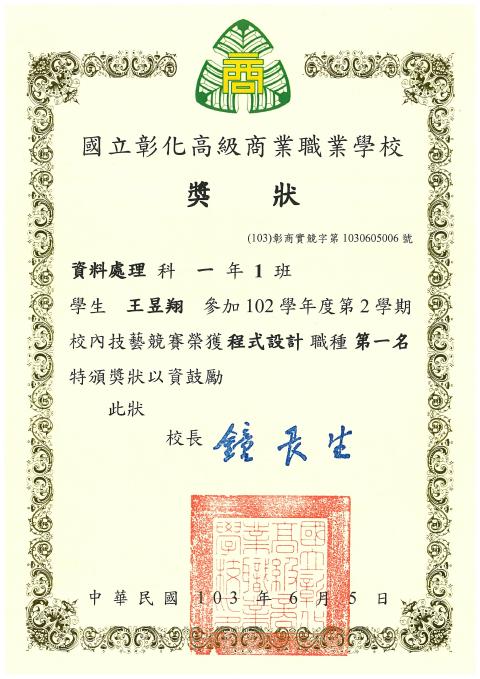 商
國立彰化高級商業職業學校
獎 狀
(103)彰商實競字第 1030605006 號
資料處理 科 一 年 1 班
學生 王昱翔 參加 102 學年度第 2 學期
校內技藝競賽榮獲 程式設計 職種 第一名
特頒獎狀以資鼓勵
此狀
校長 鐘長生
國立彰化高級商業職業學校
中華民國 103 年 6 月 5 日